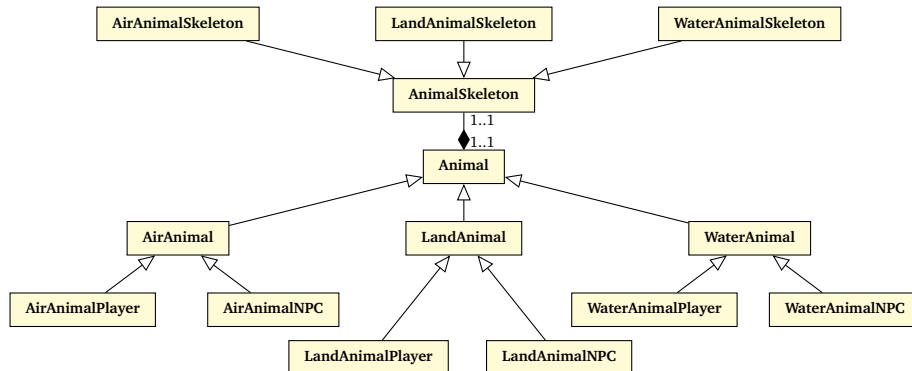 AirAnimalSkeleton
LandAnimalSkeleton
WaterAnimalSkeleton
AnimalSkeleton
1..1
1..1
Animal
AirAnimal
LandAnimal
WaterAnimal
AirAnimalPlayer
AirAnimalNPC
WaterAnimalPlayer
WaterAnimalNPC
LandAnimalPlayer
LandAnimalNPC